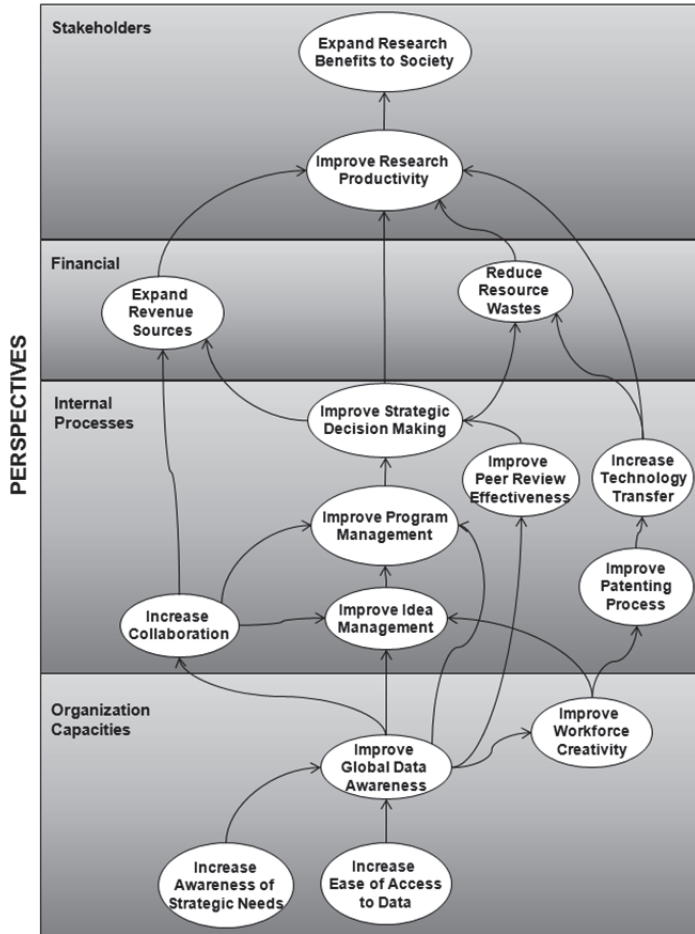 PERSPECTIVES
Stakeholders
Expand Research
Benefits to Society
Improve Research
Productivity
Financial
Expand
Revenue
Sources
Reduce
Resource
Wastes
Internal
Processes
Improve Strategic
Decision Making
Improve
Peer Review
Effectiveness
Increase
Technology
Transfer
Improve Program
Management
Improve
Patenting
Process
Increase
Collaboration
Improve Idea
Management
Organization
Capacities
Improve
Workforce
Creativity
Improve
Global Data
Awareness
Increase
Awareness of
Strategic Needs
Increase
Ease of Access
to Data